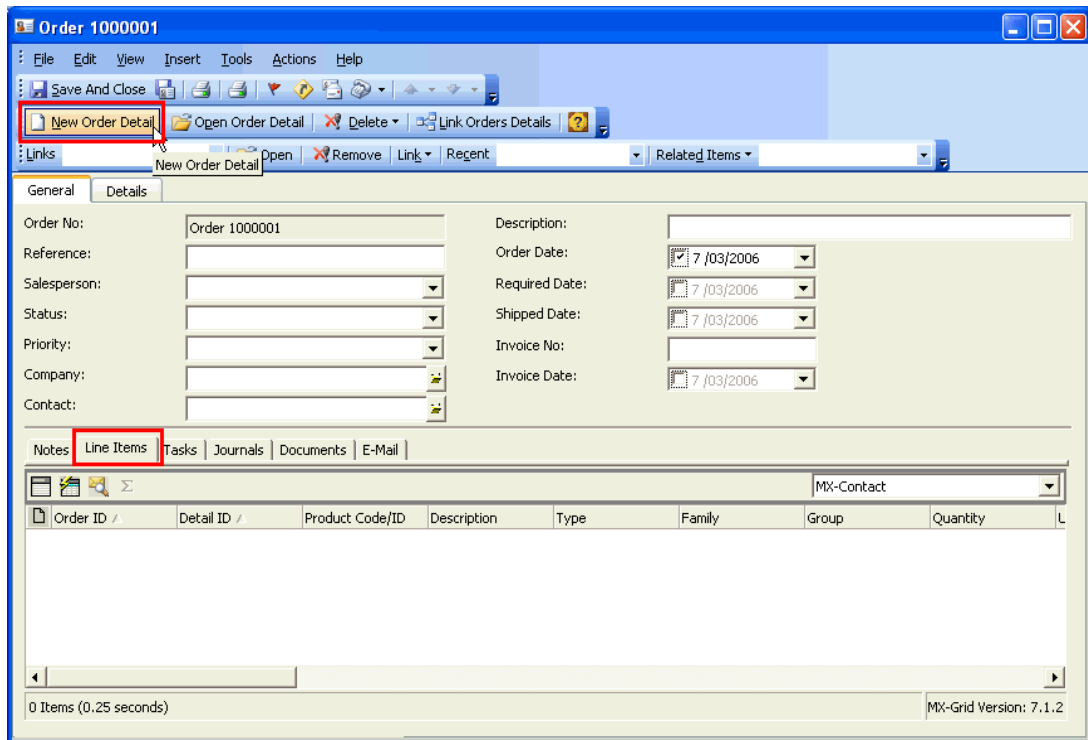 Order 1000001
File Edit View Insert Tools Actions Help
Save And Close
New Order Detail Open Order Detail Delete Link Orders Details
Links Open Remove Link Recent Related Items
New Order Detail
General Details
Order No: Order 1000001 Description:
Reference: Order Date: 7 /03/2006
Salesperson: Required Date: 7 /03/2006
Status: Shipped Date: 7 /03/2006
Priority: Invoice No:
Company: Invoice Date: 7 /03/2006
Contact:
Notes Line Items Tasks Journals Documents E-Mail
Σ MX-Contact
Order ID Detail ID Product Code/ID Description Type Family Group Quantity
0 Items (0.25 seconds) MX-Grid Version: 7.1.2